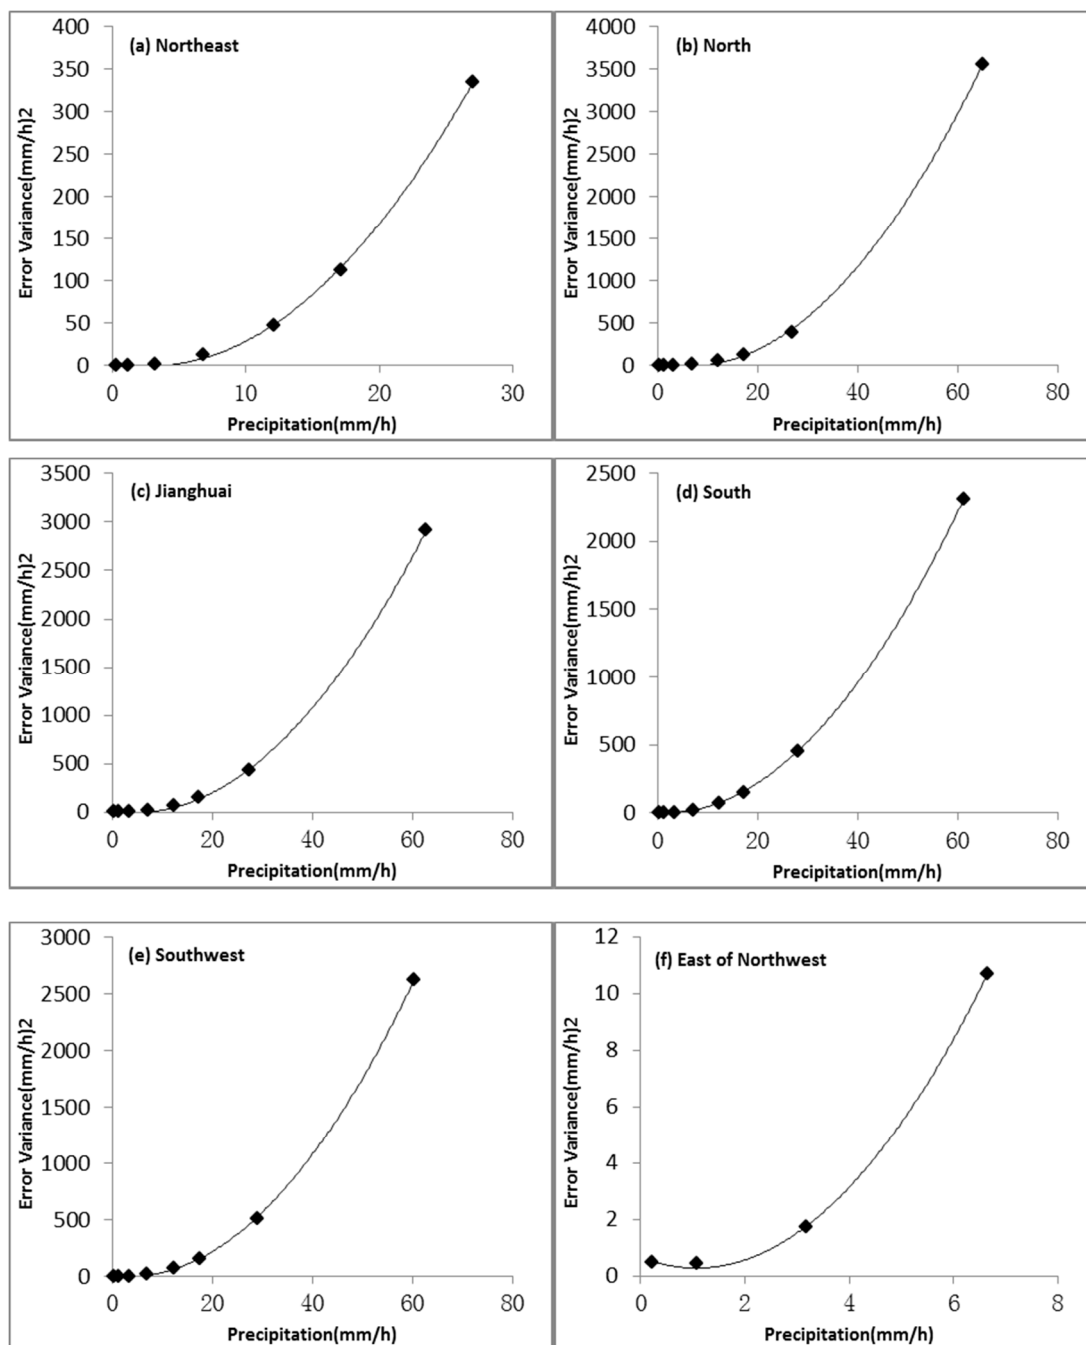 (a) Northeast
400
350
300
250
200
150
100
50
0
Error Variance(mm/h)2
0 10 20 30
Precipitation(mm/h)
(b) North
4000
3500
3000
2500
2000
1500
1000
500
0
Error Variance(mm/h)2
0 20 40 60 80
Precipitation(mm/h)
(c) Jianghuai
3500
3000
2500
2000
1500
1000
500
0
Error Variance(mm/h)2
0 20 40 60 80
Precipitation(mm/h)
(d) South
2500
2000
1500
1000
500
0
Error Variance(mm/h)2
0 20 40 60 80
Precipitation(mm/h)
(e) Southwest
3000
2500
2000
1500
1000
500
0
Error Variance(mm/h)2
0 20 40 60 80
Precipitation(mm/h)
(f) East of Northwest
12
10
8
6
4
2
0
Error Variance(mm/h)2
0 2 4 6 8
Precipitation(mm/h)